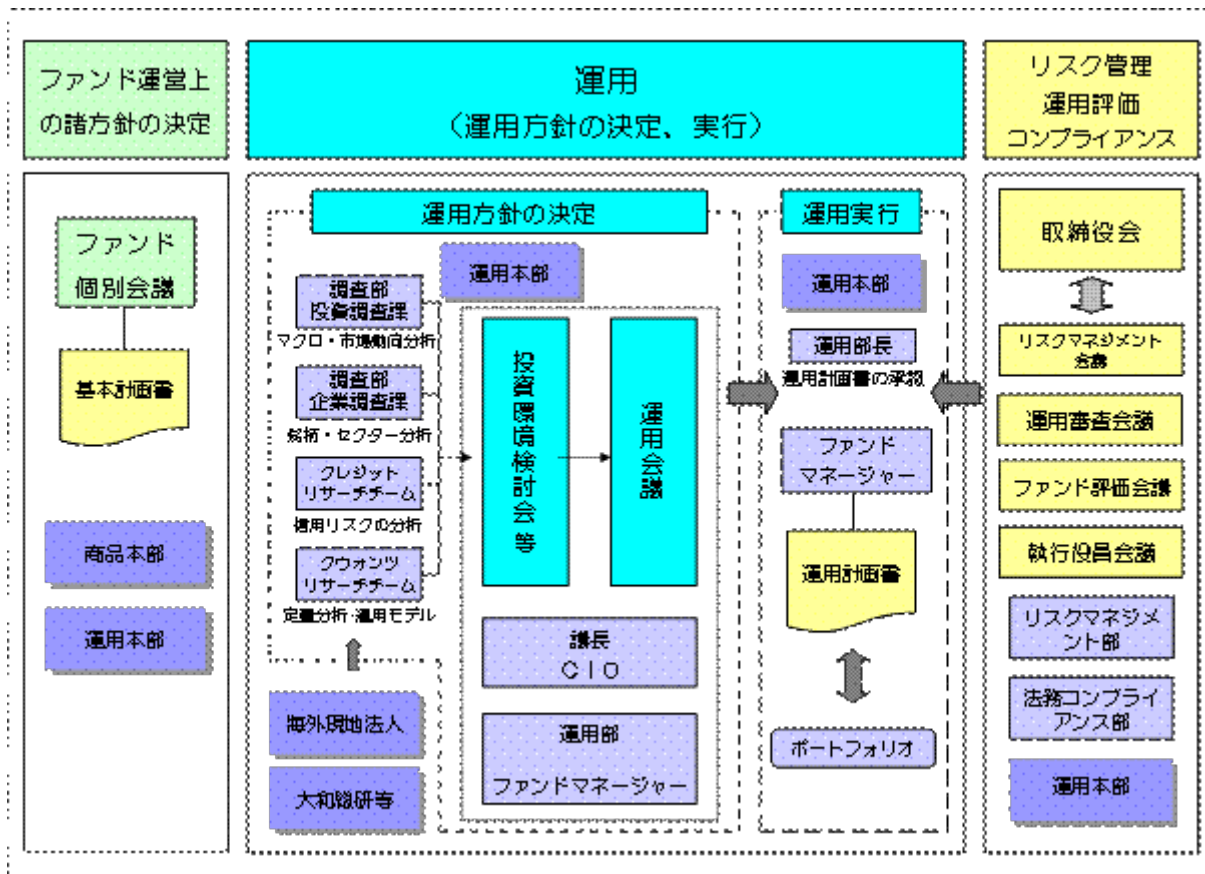 ファンド運営上
の諸方針の決定
ファンド
個別会議
基本計画書
商品本部
運用本部
運用
（運用方針の決定、実行）
運用方針の決定
運用本部
調査部
投資調査課
マクロ・市場動向分析
調査部
企業調査課
銘柄・セクター分析
クレジット
リサーチチーム
信用リスクの分析
クウォンツ
リサーチチーム
定量分析・運用モデル
海外現地法人
大和総研等
投資環境検討会等
運用会議
議長
ＣＩＯ
運用部
ファンドマネージャー
運用実行
運用本部
運用部長
運用計画書の承認
ファンド
マネージャー
運用計画書
ポートフォリオ
リスク管理
運用評価
コンプライアンス
取締役会
リスクマネジメント
会議
運用審査会議
ファンド評価会議
執行役員会議
リスクマネジメ
ント部
法務コンプライ
アンス部
運用本部